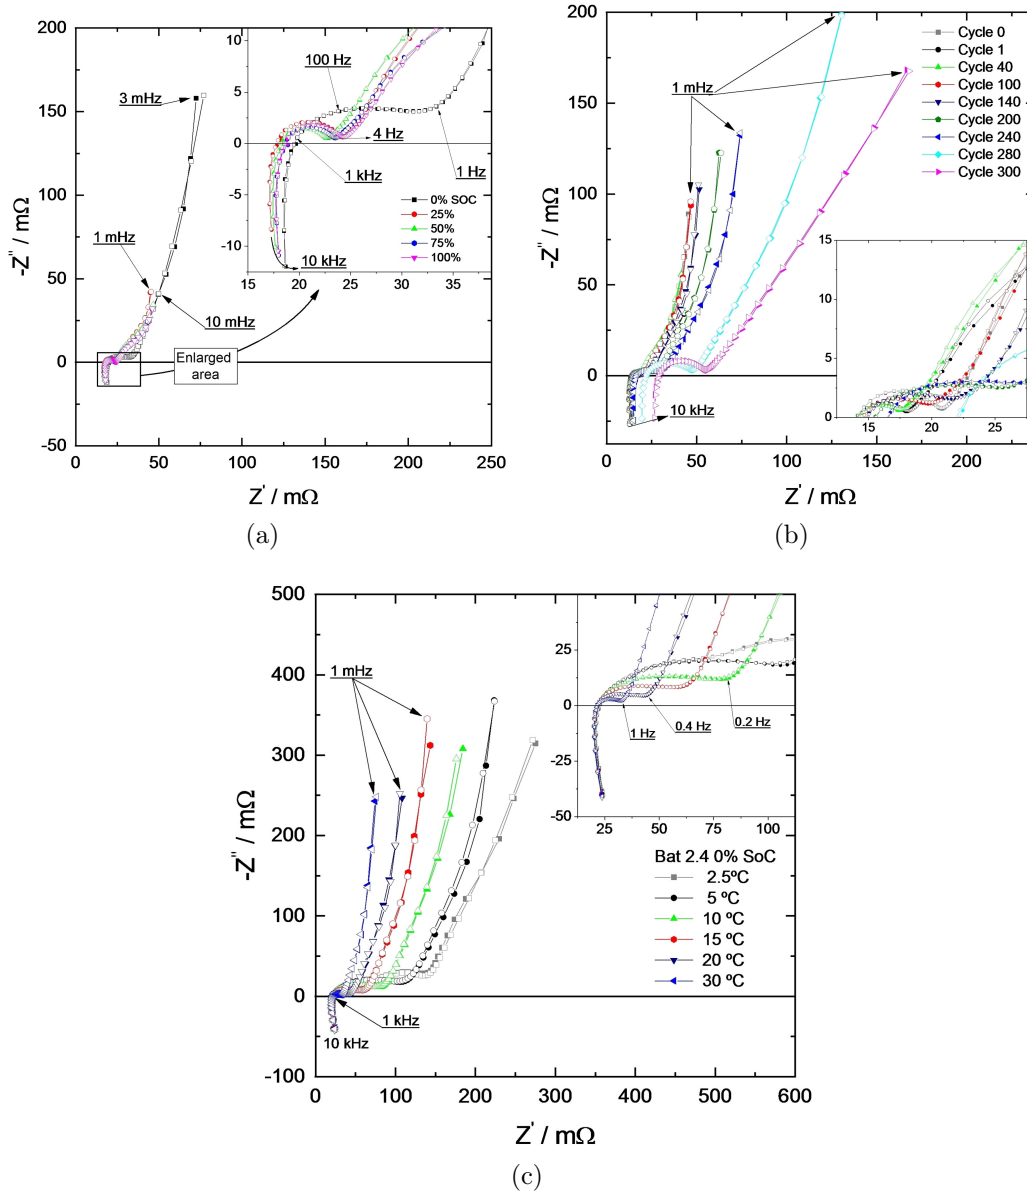 200
150
100
50
0
-50
-Z'' / mΩ
0 50 100 150 200 250
Z' / mΩ
3 mHz
1 mHz
10 mHz
Enlarged
area
10
5
0
-5
-10
15 20 25 30 35
100 Hz
4 Hz
1 kHz
1 Hz
10 kHz
0% SOC
25%
50%
75%
100%
(a)
200
150
100
50
0
-Z'' / mΩ
0 50 100 150 200
Z' / mΩ
1 mHz
10 kHz
Cycle 0
Cycle 1
Cycle 40
Cycle 100
Cycle 140
Cycle 200
Cycle 240
Cycle 280
Cycle 300
15
10
5
0
15 20 25
(b)
500
400
300
200
100
0
-100
-Z'' / mΩ
0 100 200 300 400 500 600
Z' / mΩ
1 mHz
1 kHz
10 kHz
25
0
-25
-50
25 50 75 100
1 Hz
0.4 Hz
0.2 Hz
Bat 2.4 0% SoC
2.5ºC
5 ºC
10 ºC
15 ºC
20 ºC
30 ºC
(c)